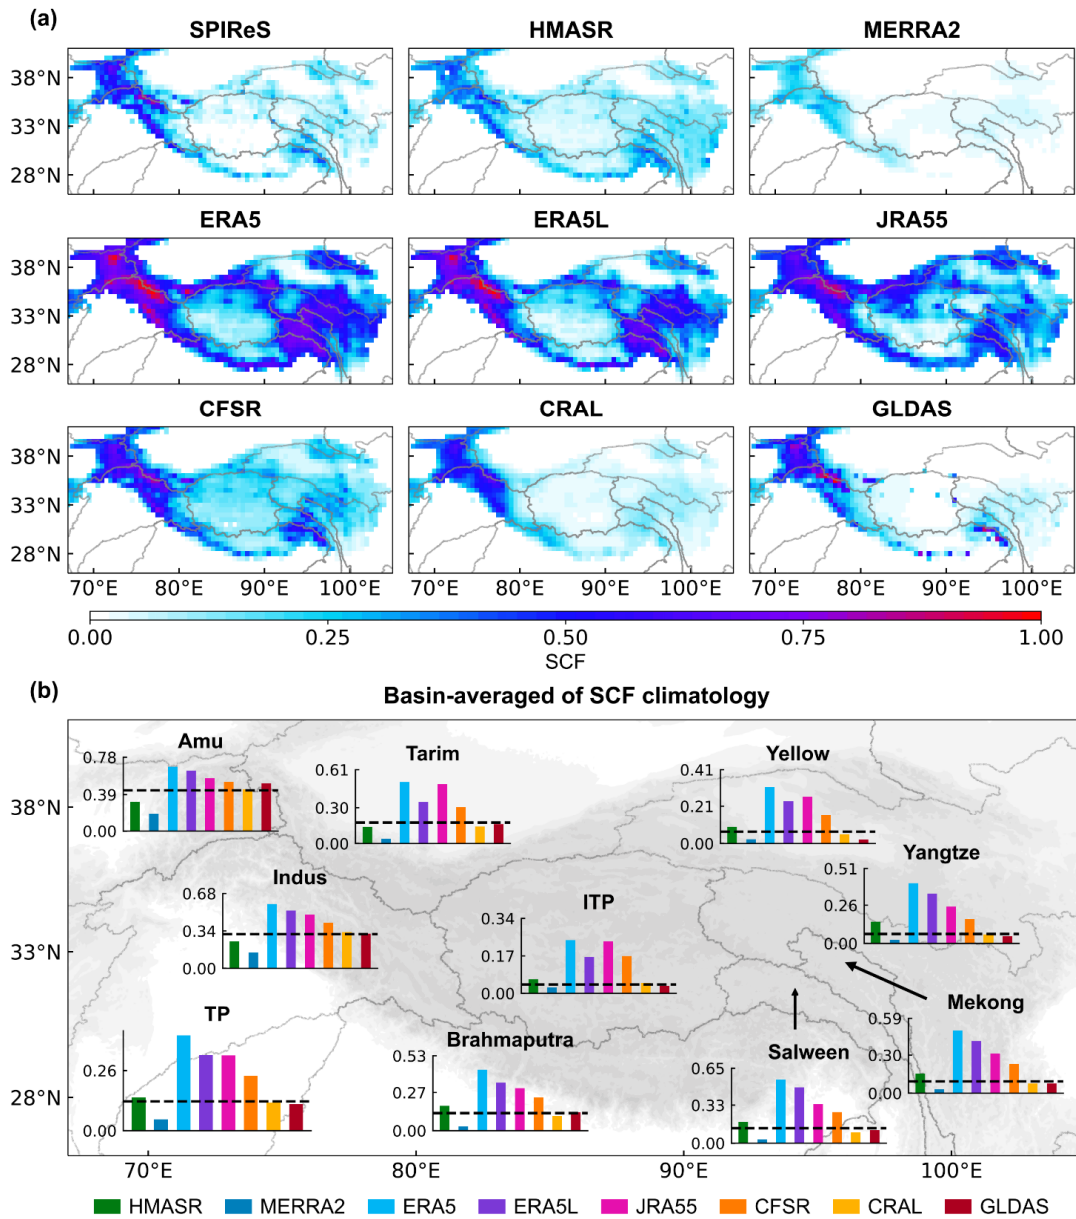 (a)
SPIReS HMASR MERRA2
38°N
33°N
28°N
ERA5 ERA5L JRA55
38°N
33°N
28°N
CFSR CRAL GLDAS
38°N
33°N
28°N
70°E 80°E 90°E 100°E 70°E 80°E 90°E 100°E 70°E 80°E 90°E 100°E
0.00 0.25 0.50 0.75 1.00
SCF
(b)
Basin-averaged of SCF climatology
38°N
33°N
28°N
Amu
0.78
0.39
0.00
Tarim
0.61
0.30
0.00
Yellow
0.41
0.21
0.00
Indus
0.68
0.34
0.00
ITP
0.34
0.17
0.00
Yangtze
0.51
0.26
0.00
TP
0.26
0.00
Brahmaputra
0.53
0.27
0.00
Salween
0.65
0.33
0.00
Mekong
0.59
0.30
0.00
70°E 80°E 90°E 100°E
HMASR MERRA2 ERA5 ERA5L JRA55 CFSR CRAL GLDAS